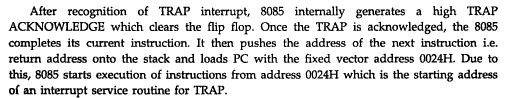 After recognition of TRAP interrupt, 8085 internally generates a high TRAP
ACKNOWLEDGE which clears the flip flop. Once the TRAP is acknowledged, the 8085
completes its current instruction. It then pushes the address of the next instruction i.e.
return address onto the stack and loads PC with the fixed vector address 0024H. Due to
this, 8085 starts execution of instructions from address 0024H which is the starting address
of an interrupt service routine for TRAP.